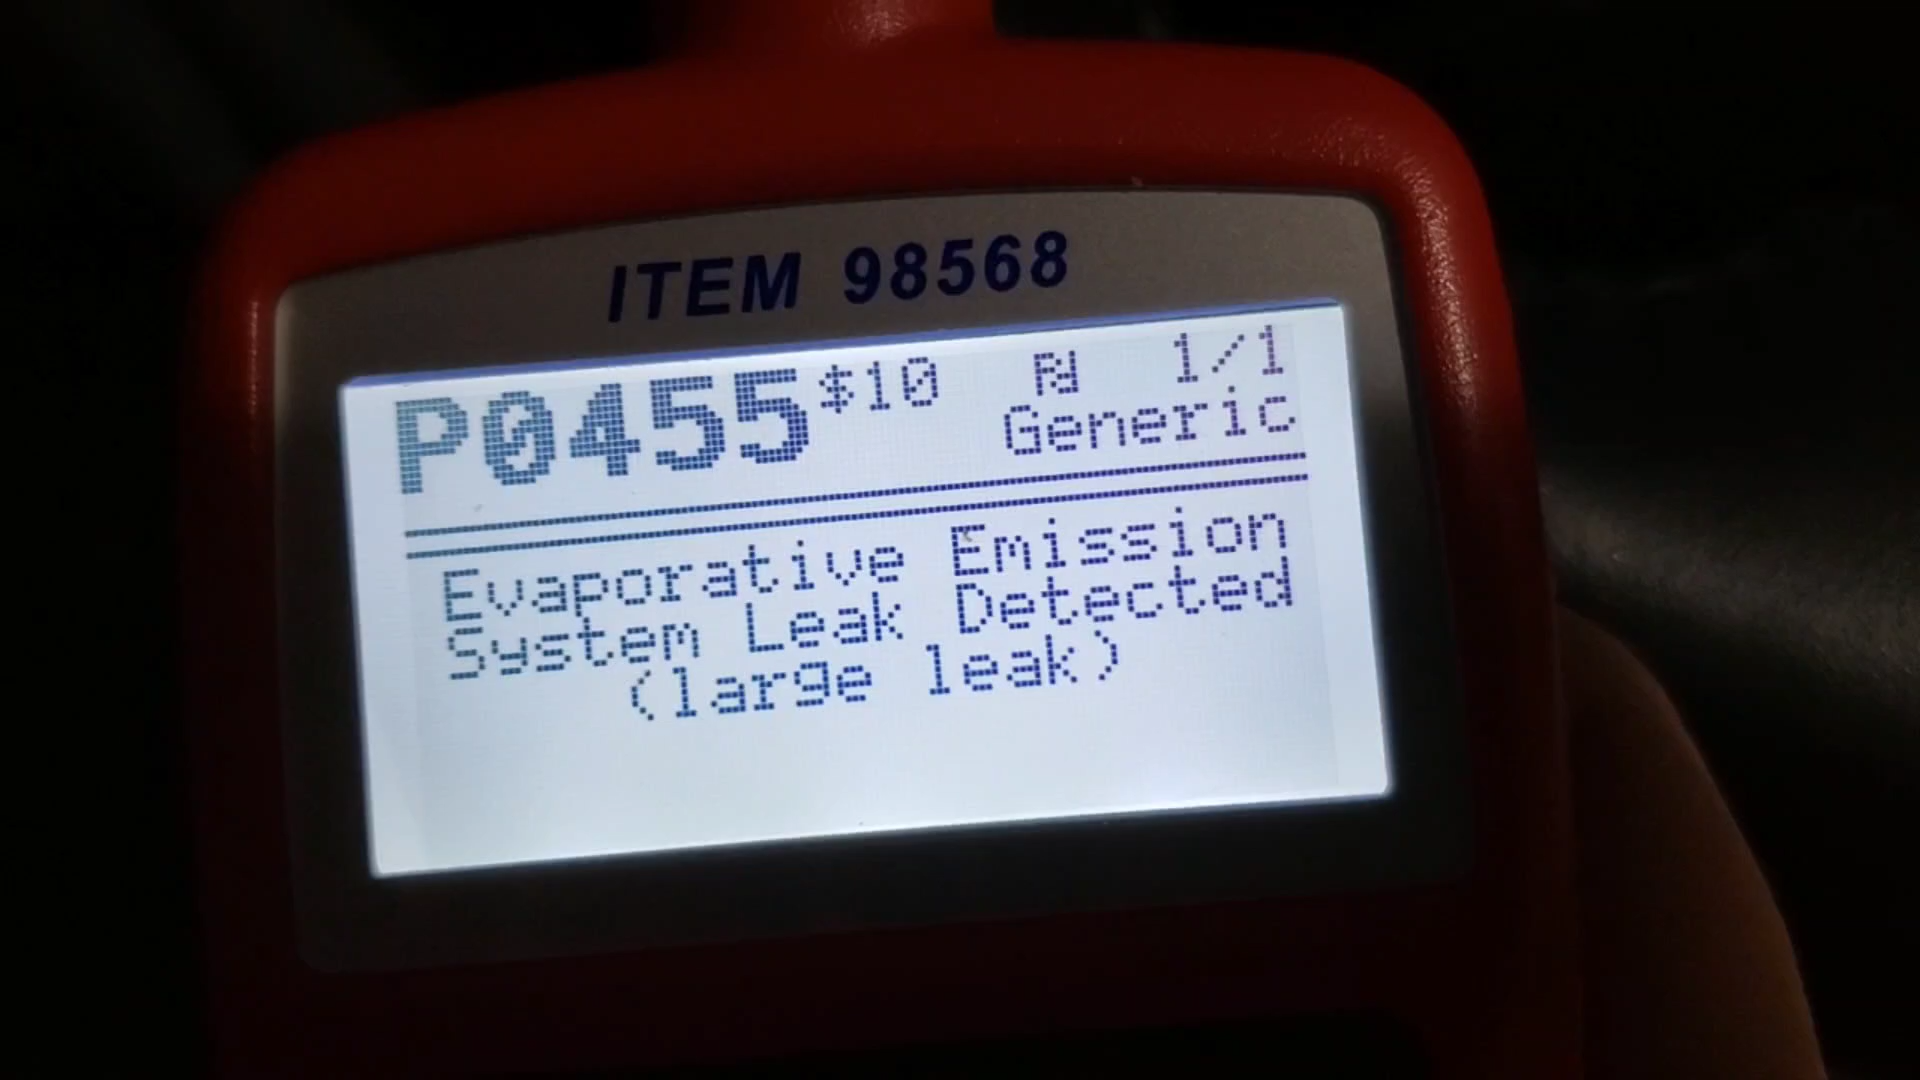 ITEM 98568
P0455 $10 1/1
Generic
Evaporative Emission
System Leak Detected
(large leak)